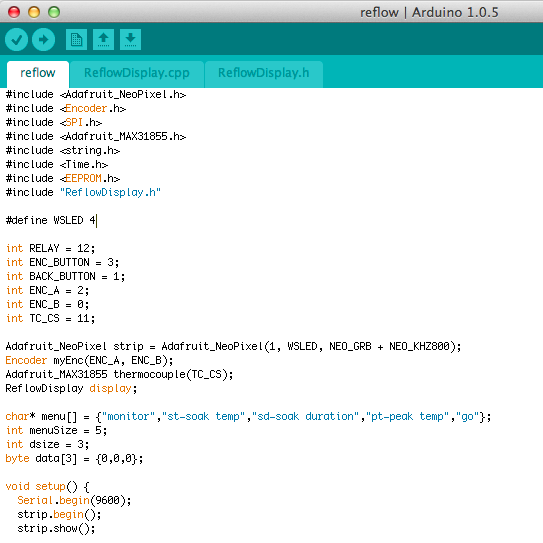 reflow | Arduino 1.0.5
reflow ReflowDisplay.cpp ReflowDisplay.h
#include <Adafruit_NeoPixel.h>
#include <Encoder.h>
#include <SPI.h>
#include <Adafruit_MAX31855.h>
#include <string.h>
#include <Time.h>
#include <EEPROM.h>
#include "ReflowDisplay.h"
#define WSLED 4
int RELAY = 12;
int ENC_BUTTON = 3;
int BACK_BUTTON = 1;
int ENC_A = 2;
int ENC_B = 0;
int TC_CS = 11;
Adafruit_NeoPixel strip = Adafruit_NeoPixel(1, WSLED, NEO_GRB + NEO_KHZ800);
Encoder myEnc(ENC_A, ENC_B);
Adafruit_MAX31855 thermocouple(TC_CS);
ReflowDisplay display;
char* menu[] = {"monitor","st-soak temp","sd-soak duration","pt-peak temp","go"};
int menuSize = 5;
int dsize = 3;
byte data[3] = {0,0,0};
void setup() {
  Serial.begin(9600);
  strip.begin();
  strip.show();